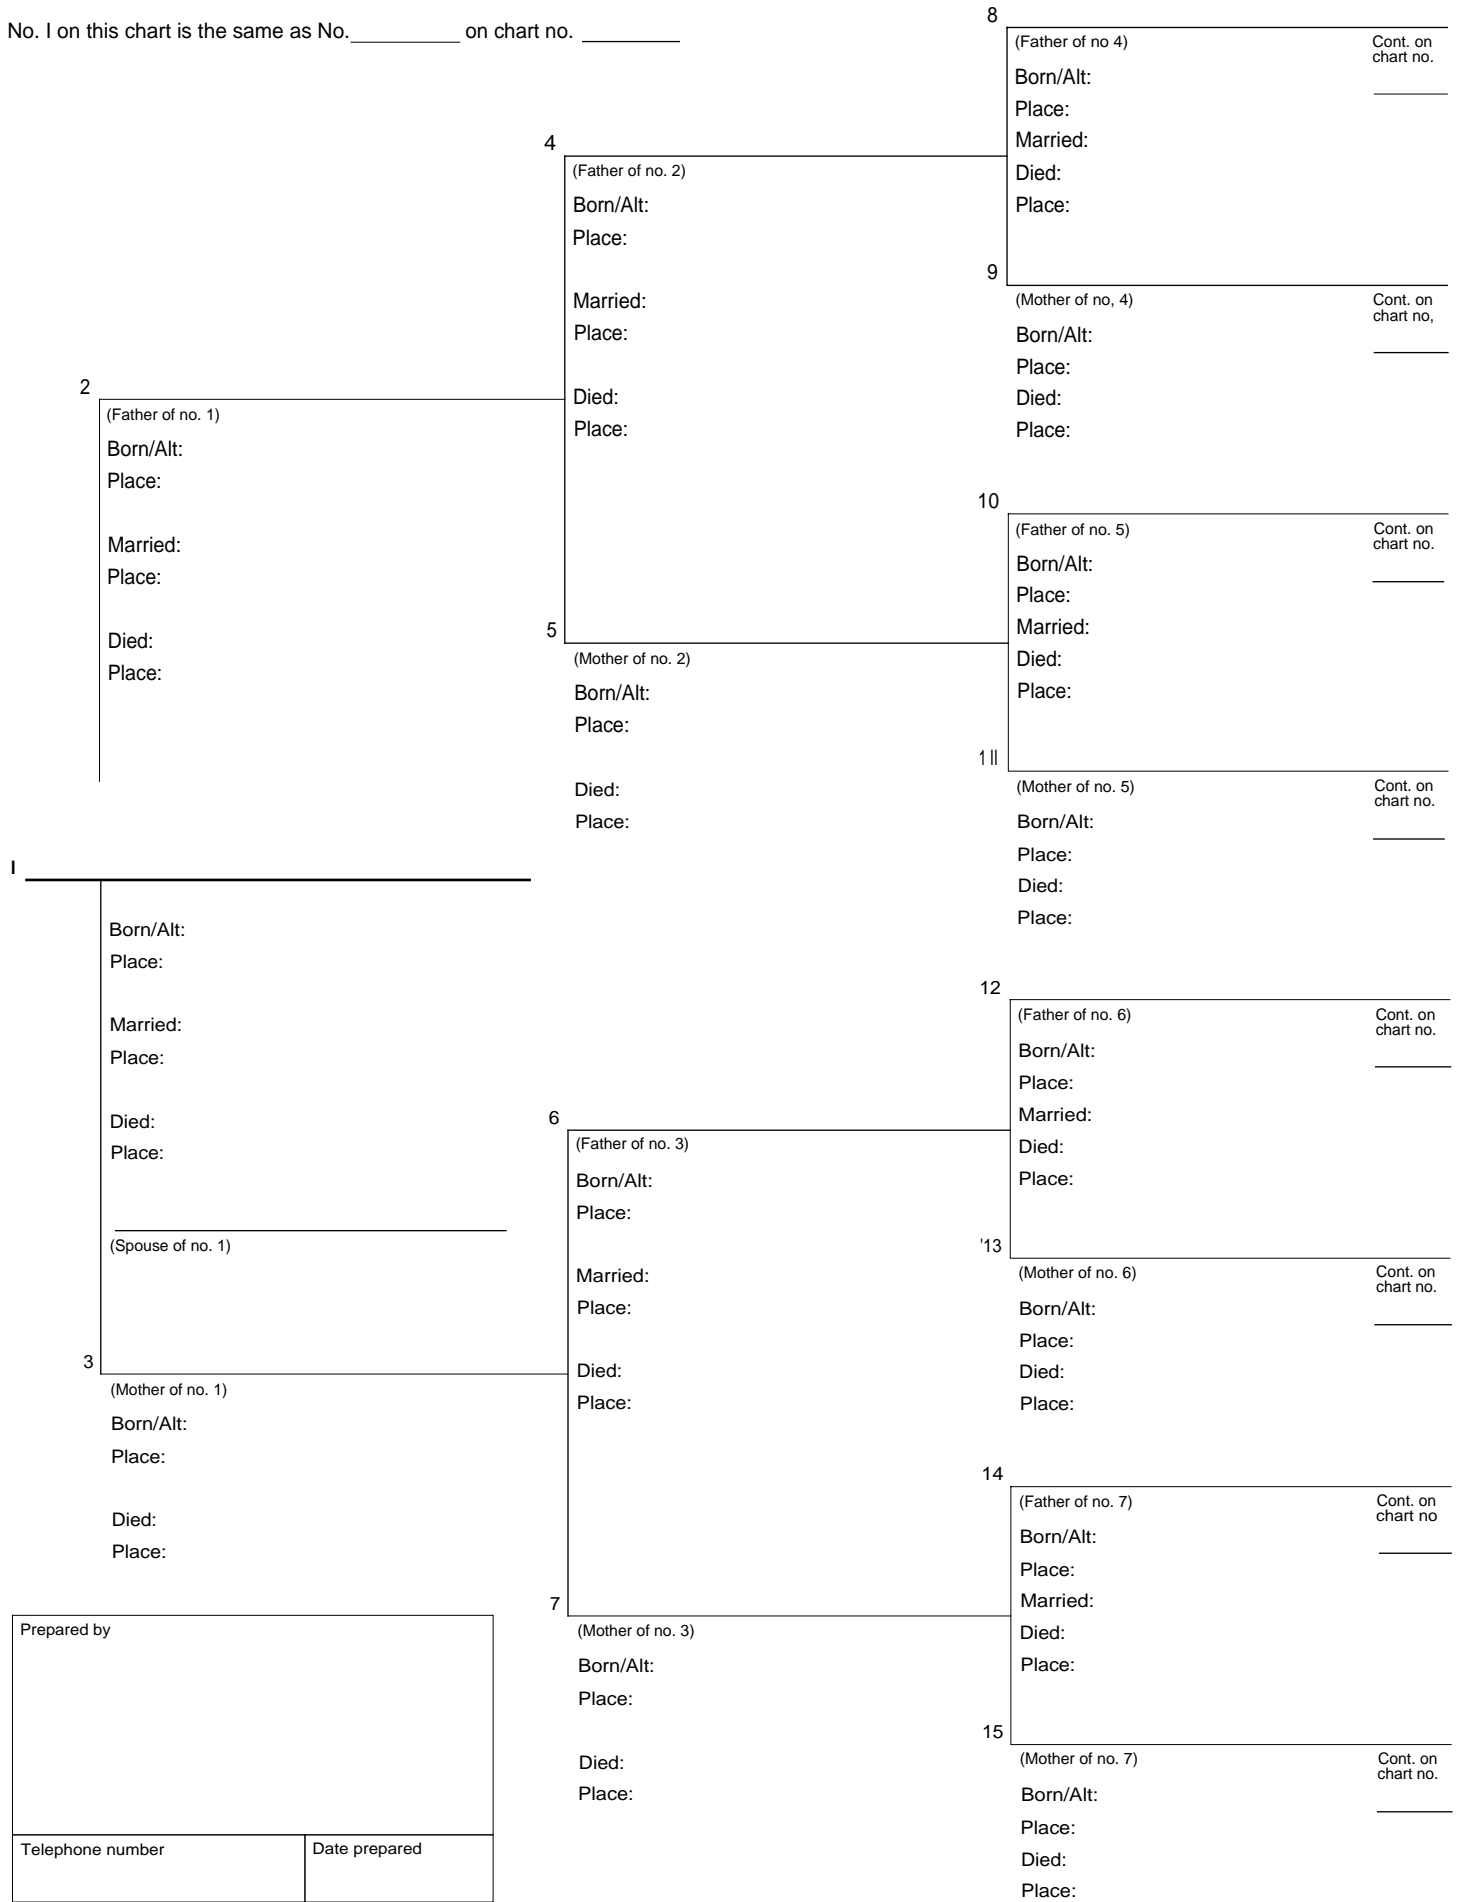 No. I on this chart is the same as No.__________ on chart no. _________
8
(Father of no 4)
Cont. on
chart no.
Born/Alt:
Place:
Married:
Died:
Place:
4
(Father of no. 2)
Born/Alt:
Place:
Married:
Place:
Died:
Place:
9
(Mother of no, 4)
Cont. on
chart no,
Born/Alt:
Place:
Died:
Place:
2
(Father of no. 1)
Born/Alt:
Place:
Married:
Place:
Died:
Place:
10
(Father of no. 5)
Cont. on
chart no.
Born/Alt:
Place:
Married:
Died:
Place:
5
(Mother of no. 2)
Born/Alt:
Place:
Died:
Place:
1 ll
(Mother of no. 5)
Cont. on
chart no.
Born/Alt:
Place:
Died:
Place:
I
Born/Alt:
Place:
Married:
Place:
Died:
Place:
(Spouse of no. 1)
12
(Father of no. 6)
Cont. on
chart no.
Born/Alt:
Place:
Married:
Died:
Place:
6
(Father of no. 3)
Born/Alt:
Place:
Married:
Place:
Died:
Place:
'13
(Mother of no. 6)
Cont. on
chart no.
Born/Alt:
Place:
Died:
Place:
3
(Mother of no. 1)
Born/Alt:
Place:
Died:
Place:
14
(Father of no. 7)
Cont. on
chart no
Born/Alt:
Place:
Married:
Died:
Place:
7
(Mother of no. 3)
Born/Alt:
Place:
Died:
Place:
15
(Mother of no. 7)
Cont. on
chart no.
Born/Alt:
Place:
Died:
Place:
Prepared by
Telephone number
Date prepared